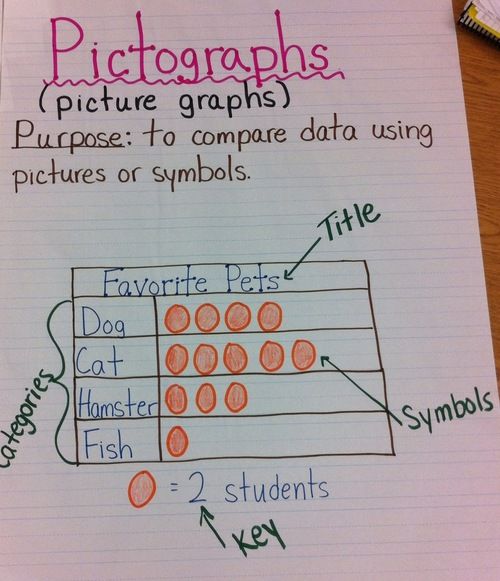 Pictographs
(picture graphs)
Purpose: to compare data using
pictures or symbols.
Title
Favorite Pets
Categories
Dog
Cat
Hamster
Fish
Symbols
= 2 students
Key